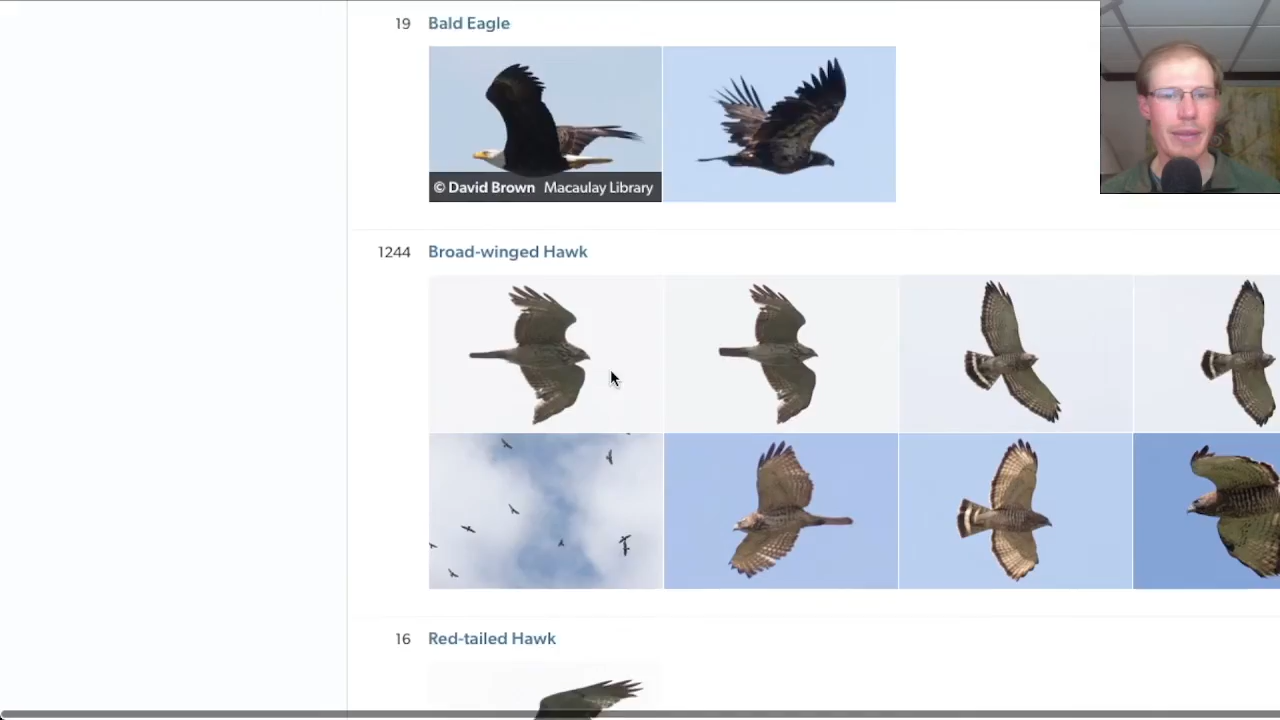 19 Bald Eagle
© David Brown Macaulay Library
1244 Broad-winged Hawk
16 Red-tailed Hawk